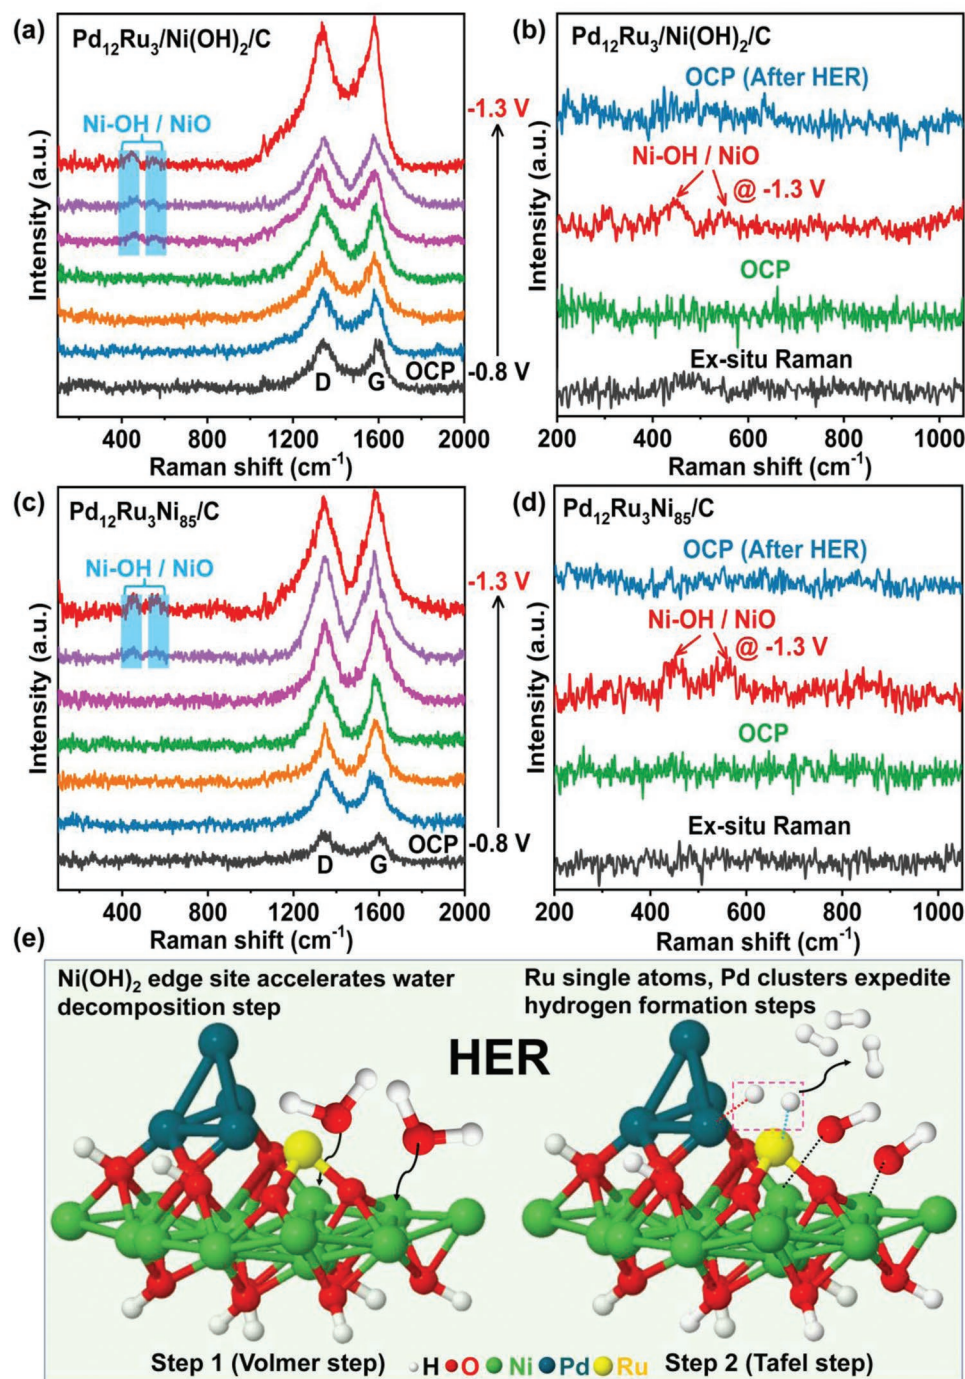 (a)
Pd12Ru3/Ni(OH)2/C
-1.3 V
Ni-OH / NiO
D
G
OCP
-0.8 V
Intensity (a.u.)
400
800
1200
1600
2000
Raman shift (cm-1)
(b)
Pd12Ru3/Ni(OH)2/C
OCP (After HER)
Ni-OH / NiO
@ -1.3 V
OCP
Ex-situ Raman
Intensity (a.u.)
200
400
600
800
1000
Raman shift (cm-1)
(c)
Pd12Ru3Ni85/C
Ni-OH / NiO
-1.3 V
D
G
OCP
-0.8 V
Intensity (a.u.)
400
800
1200
1600
2000
Raman shift (cm-1)
(d)
Pd12Ru3Ni85/C
OCP (After HER)
Ni-OH / NiO
@ -1.3 V
OCP
Ex-situ Raman
Intensity (a.u.)
200
400
600
800
1000
Raman shift (cm-1)
(e)
Ni(OH)2 edge site accelerates water
decomposition step
Ru single atoms, Pd clusters expedite
hydrogen formation steps
HER
Step 1 (Volmer step)
H O Ni Pd Ru
Step 2 (Tafel step)